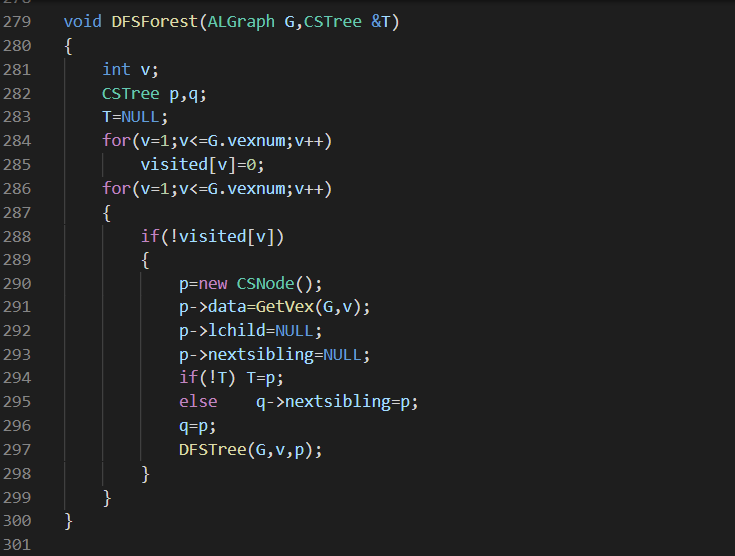 279 void DFSForest(ALGraph G,CSTree &T)
280 {
281     int v;
282     CSTree p,q;
283     T=NULL;
284     for(v=1;v<=G.vexnum;v++)
285         visited[v]=0;
286     for(v=1;v<=G.vexnum;v++)
287     {
288         if(!visited[v])
289         {
290             p=new CSNode();
291             p->data=GetVex(G,v);
292             p->lchild=NULL;
293             p->nextsibling=NULL;
294             if(!T) T=p;
295             else    q->nextsibling=p;
296             q=p;
297             DFSTree(G,v,p);
298         }
299     }
300 }
301